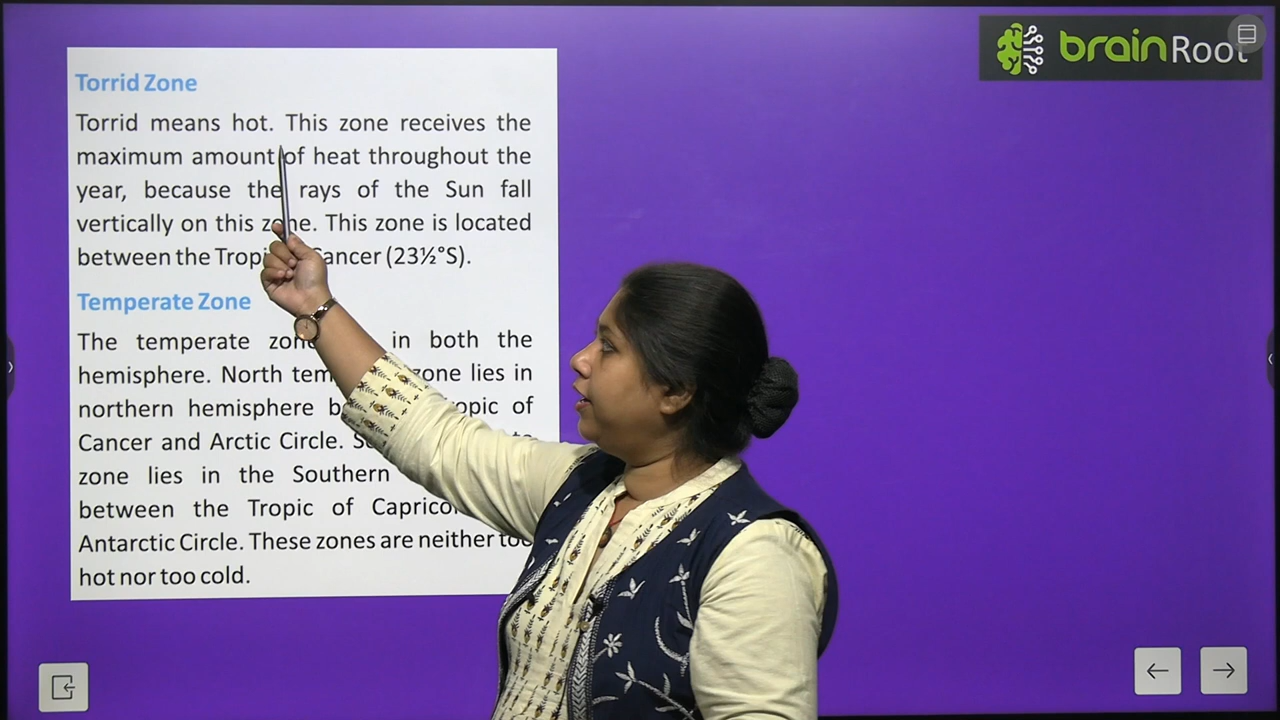 brainRoot
Torrid Zone
Torrid means hot. This zone receives the
maximum amount of heat throughout the
year, because the rays of the Sun fall
vertically on this zone. This zone is located
between the Tropi Cancer (23½°S).
Temperate Zone
The temperate zon in both the
hemisphere. North tem zone lies in
northern hemisphere b opic of
Cancer and Arctic Circle. S
zone lies in the Southern
between the Tropic of Caprico
Antarctic Circle. These zones are neither too
hot nor too cold.